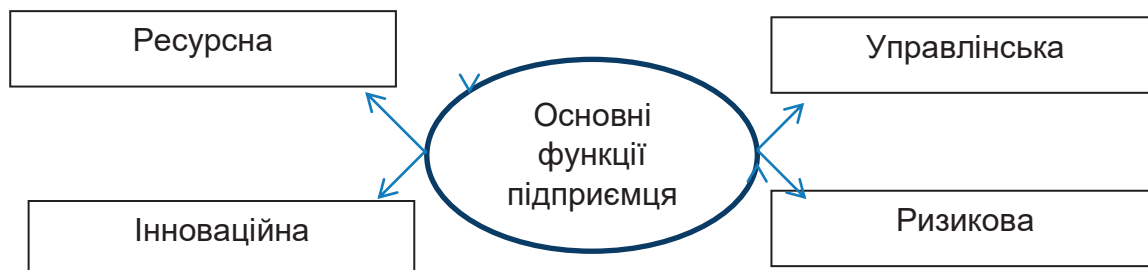 Ресурсна
Управлінська
Основні
функції
підприємця
Інноваційна
Ризикова